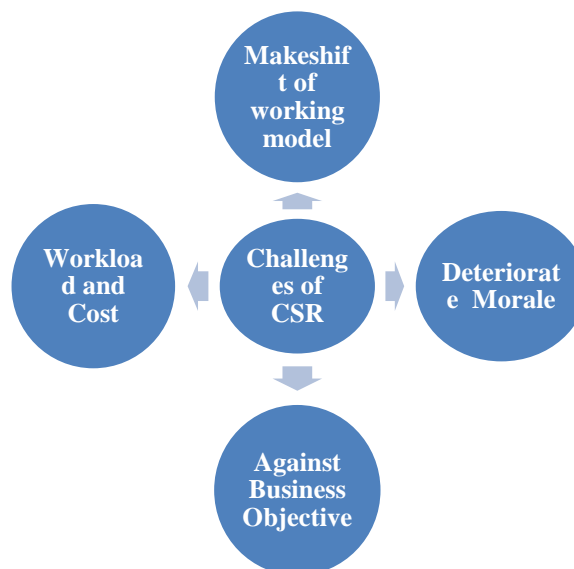 Makeshif
t of
working
model
Workloa
d and
Cost
Challeng
es of
CSR
Deteriorat
e Morale
Against
Business
Objective